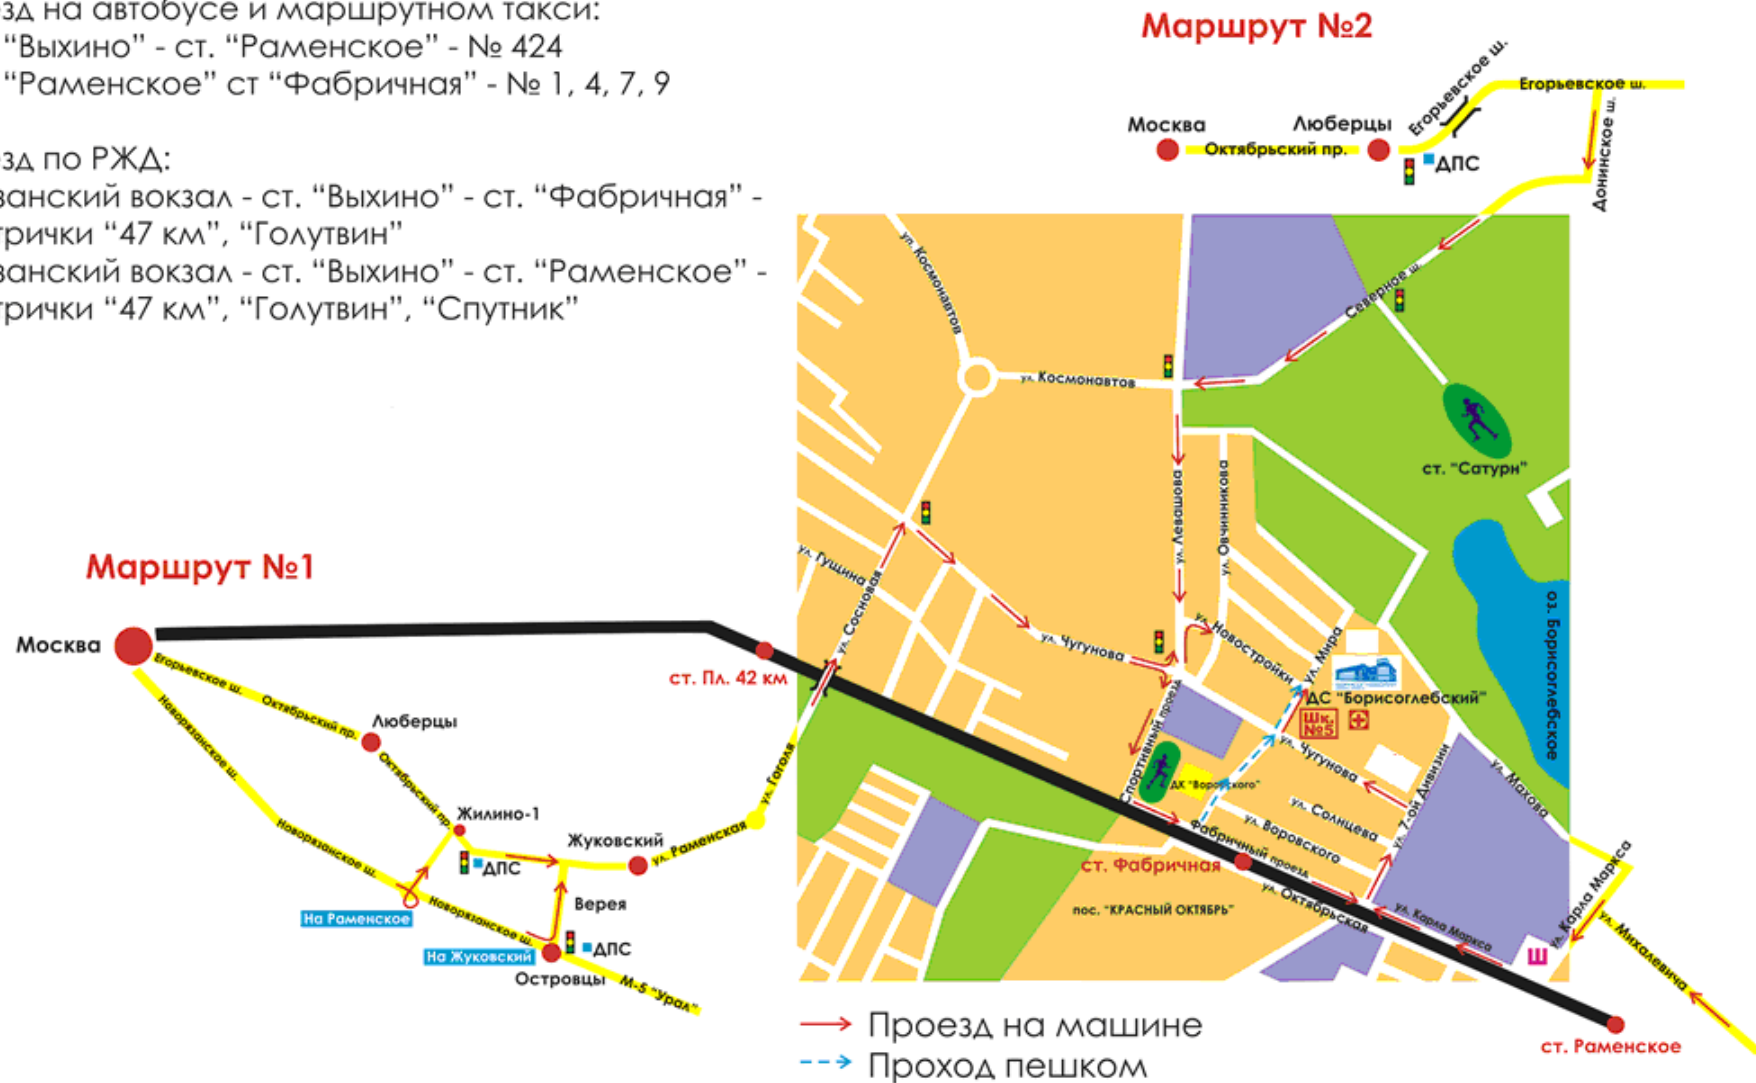 зд на автобусе и маршрутном такси:
“Выхино” - ст. “Раменское” - № 424
“Раменское” ст “Фабричная” - № 1, 4, 7, 9
зд по РЖД:
занский вокзал - ст. “Выхино” - ст. “Фабричная” -
трички “47 км”, “Голутвин”
занский вокзал - ст. “Выхино” - ст. “Раменское” -
трички “47 км”, “Голутвин”, “Спутник”
Маршрут №2
Егорьевское ш.
Егорьевское ш.
Москва
Октябрьский пр.
Люберцы
ДПС
Донинское ш.
Северное ш.
ул. Космонавтов
ул. Космонавтов
ст. “Сатурн”
ул. Левашова
ул. Овчинникова
ул. Гущина
ул. Сосновая
ул. Чугунова
ул. Новостройки
ул. Мира
оз. Борисоглебское
ДС “Борисоглебский”
Шк.
№5
Спортивный проезд
ДК “Воровского”
ул. Чугунова
ул. Солнцева
ул. Воровского
ул. 7-ой Дивизии
ул. Махова
Фабричный проезд
ст. Фабричная
ул. Октябрьская
пос. “КРАСНЫЙ ОКТЯБРЬ”
ул. Карла Маркса
ул. Карла Маркса
ул. Михалевича
Ш
ст. Раменское
Маршрут №1
Москва
ст. Пл. 42 км
Егорьевское ш.
Октябрьский пр.
Люберцы
Новорязанское ш.
Октябрьский пр.
Жилино-1
ДПС
Жуковский
ул. Раменская
ул. Гоголя
Новорязанское ш.
На Раменское
Новорязанское ш.
Верея
На Жуковский
ДПС
Островцы
М-5 “Урал”
Проезд на машине
Проход пешком